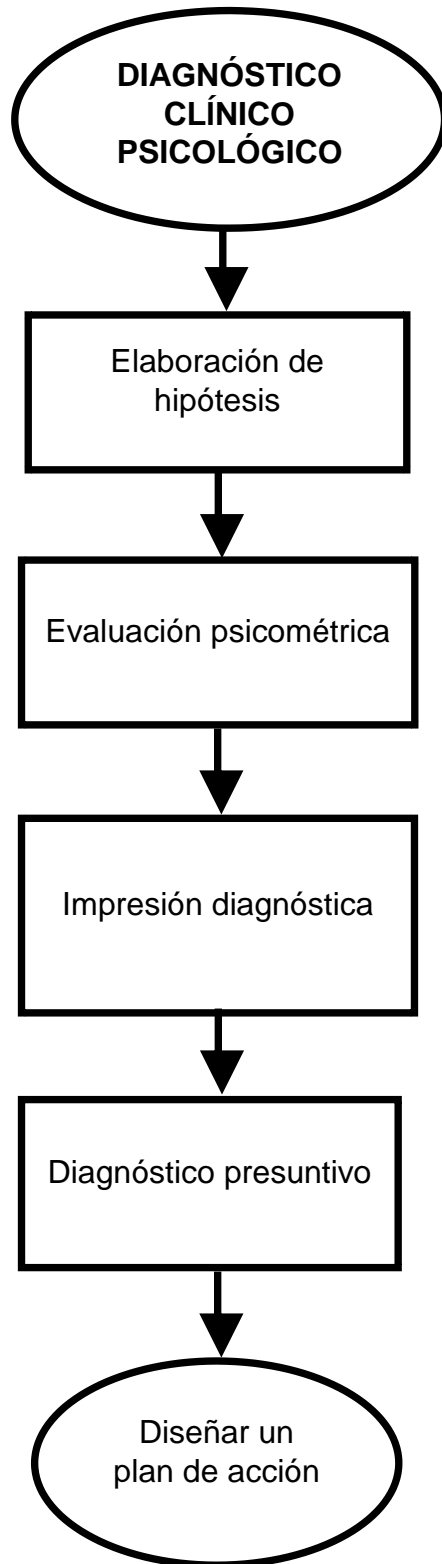 DIAGNÓSTICO
CLÍNICO
PSICOLÓGICO
Elaboración de
hipótesis
Evaluación psicométrica
Impresión diagnóstica
Diagnóstico presuntivo
Diseñar un
plan de acción